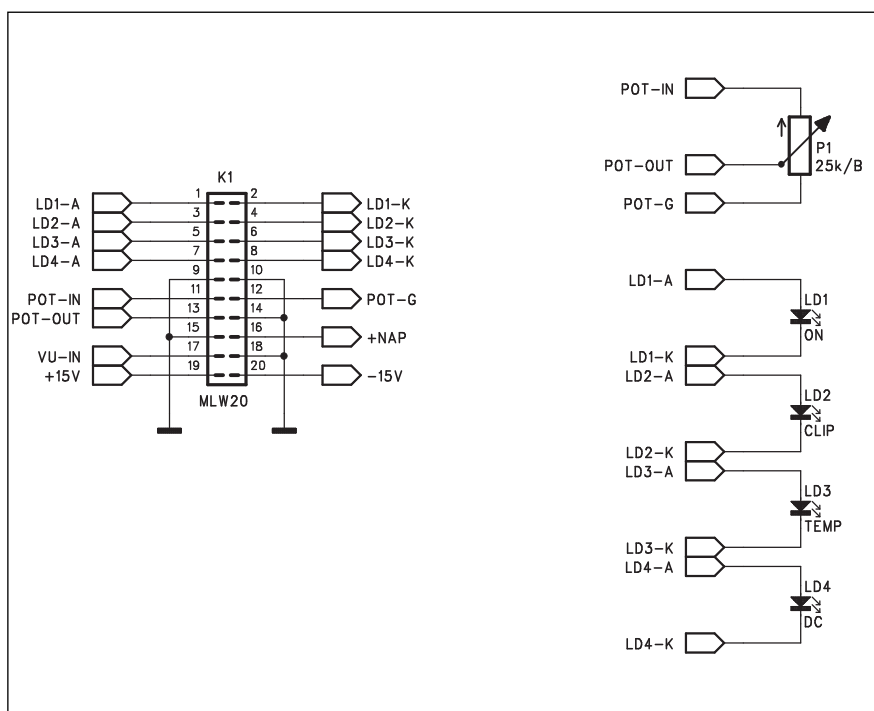 K1
LD1-A 1 2 LD1-K
LD2-A 3 4 LD2-K
LD3-A 5 6 LD3-K
LD4-A 7 8 LD4-K
9 10
POT-IN 11 12 POT-G
POT-OUT 13 14
15 16 +NAP
VU-IN 17 18
+15V 19 20 -15V
MLW20
POT-IN
P1
POT-OUT 25k/B
POT-G
LD1-A
LD1
ON
LD1-K
LD2-A
LD2
CLIP
LD2-K
LD3-A
LD3
TEMP
LD3-K
LD4-A
LD4
DC
LD4-K